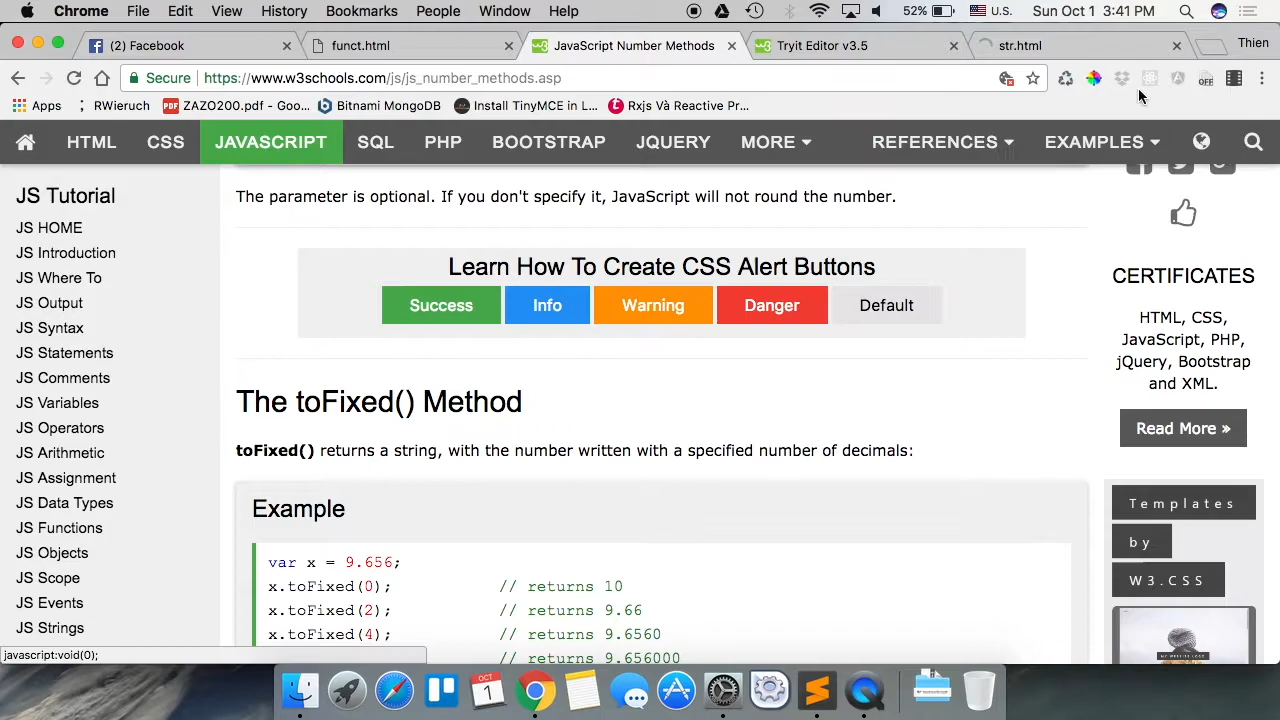 Chrome File Edit View History Bookmarks People Window Help 52% U.S. Sun Oct 1 3:41 PM
(2) Facebook funct.html JavaScript Number Methods Tryit Editor v3.5 str.html Thien
Secure https://www.w3schools.com/js/js_number_methods.asp OFF
Apps RWieruch ZAZO200.pdf - Goo... Bitnami MongoDB Install TinyMCE in L... Rxjs Và Reactive Pr...
HTML CSS JAVASCRIPT SQL PHP BOOTSTRAP JQUERY MORE REFERENCES EXAMPLES
JS Tutorial
JS HOME
JS Introduction
JS Where To
JS Output
JS Syntax
JS Statements
JS Comments
JS Variables
JS Operators
JS Arithmetic
JS Assignment
JS Data Types
JS Functions
JS Objects
JS Scope
JS Events
JS Strings
javascript:void(0);
The parameter is optional. If you don't specify it, JavaScript will not round the number.
Learn How To Create CSS Alert Buttons
Success Info Warning Danger Default
The toFixed() Method
toFixed() returns a string, with the number written with a specified number of decimals:
Example
var x = 9.656;
x.toFixed(0); // returns 10
x.toFixed(2); // returns 9.66
x.toFixed(4); // returns 9.6560
// returns 9.656000
CERTIFICATES
HTML, CSS,
JavaScript, PHP,
jQuery, Bootstrap
and XML.
Read More »
Templates
by
W3.CSS